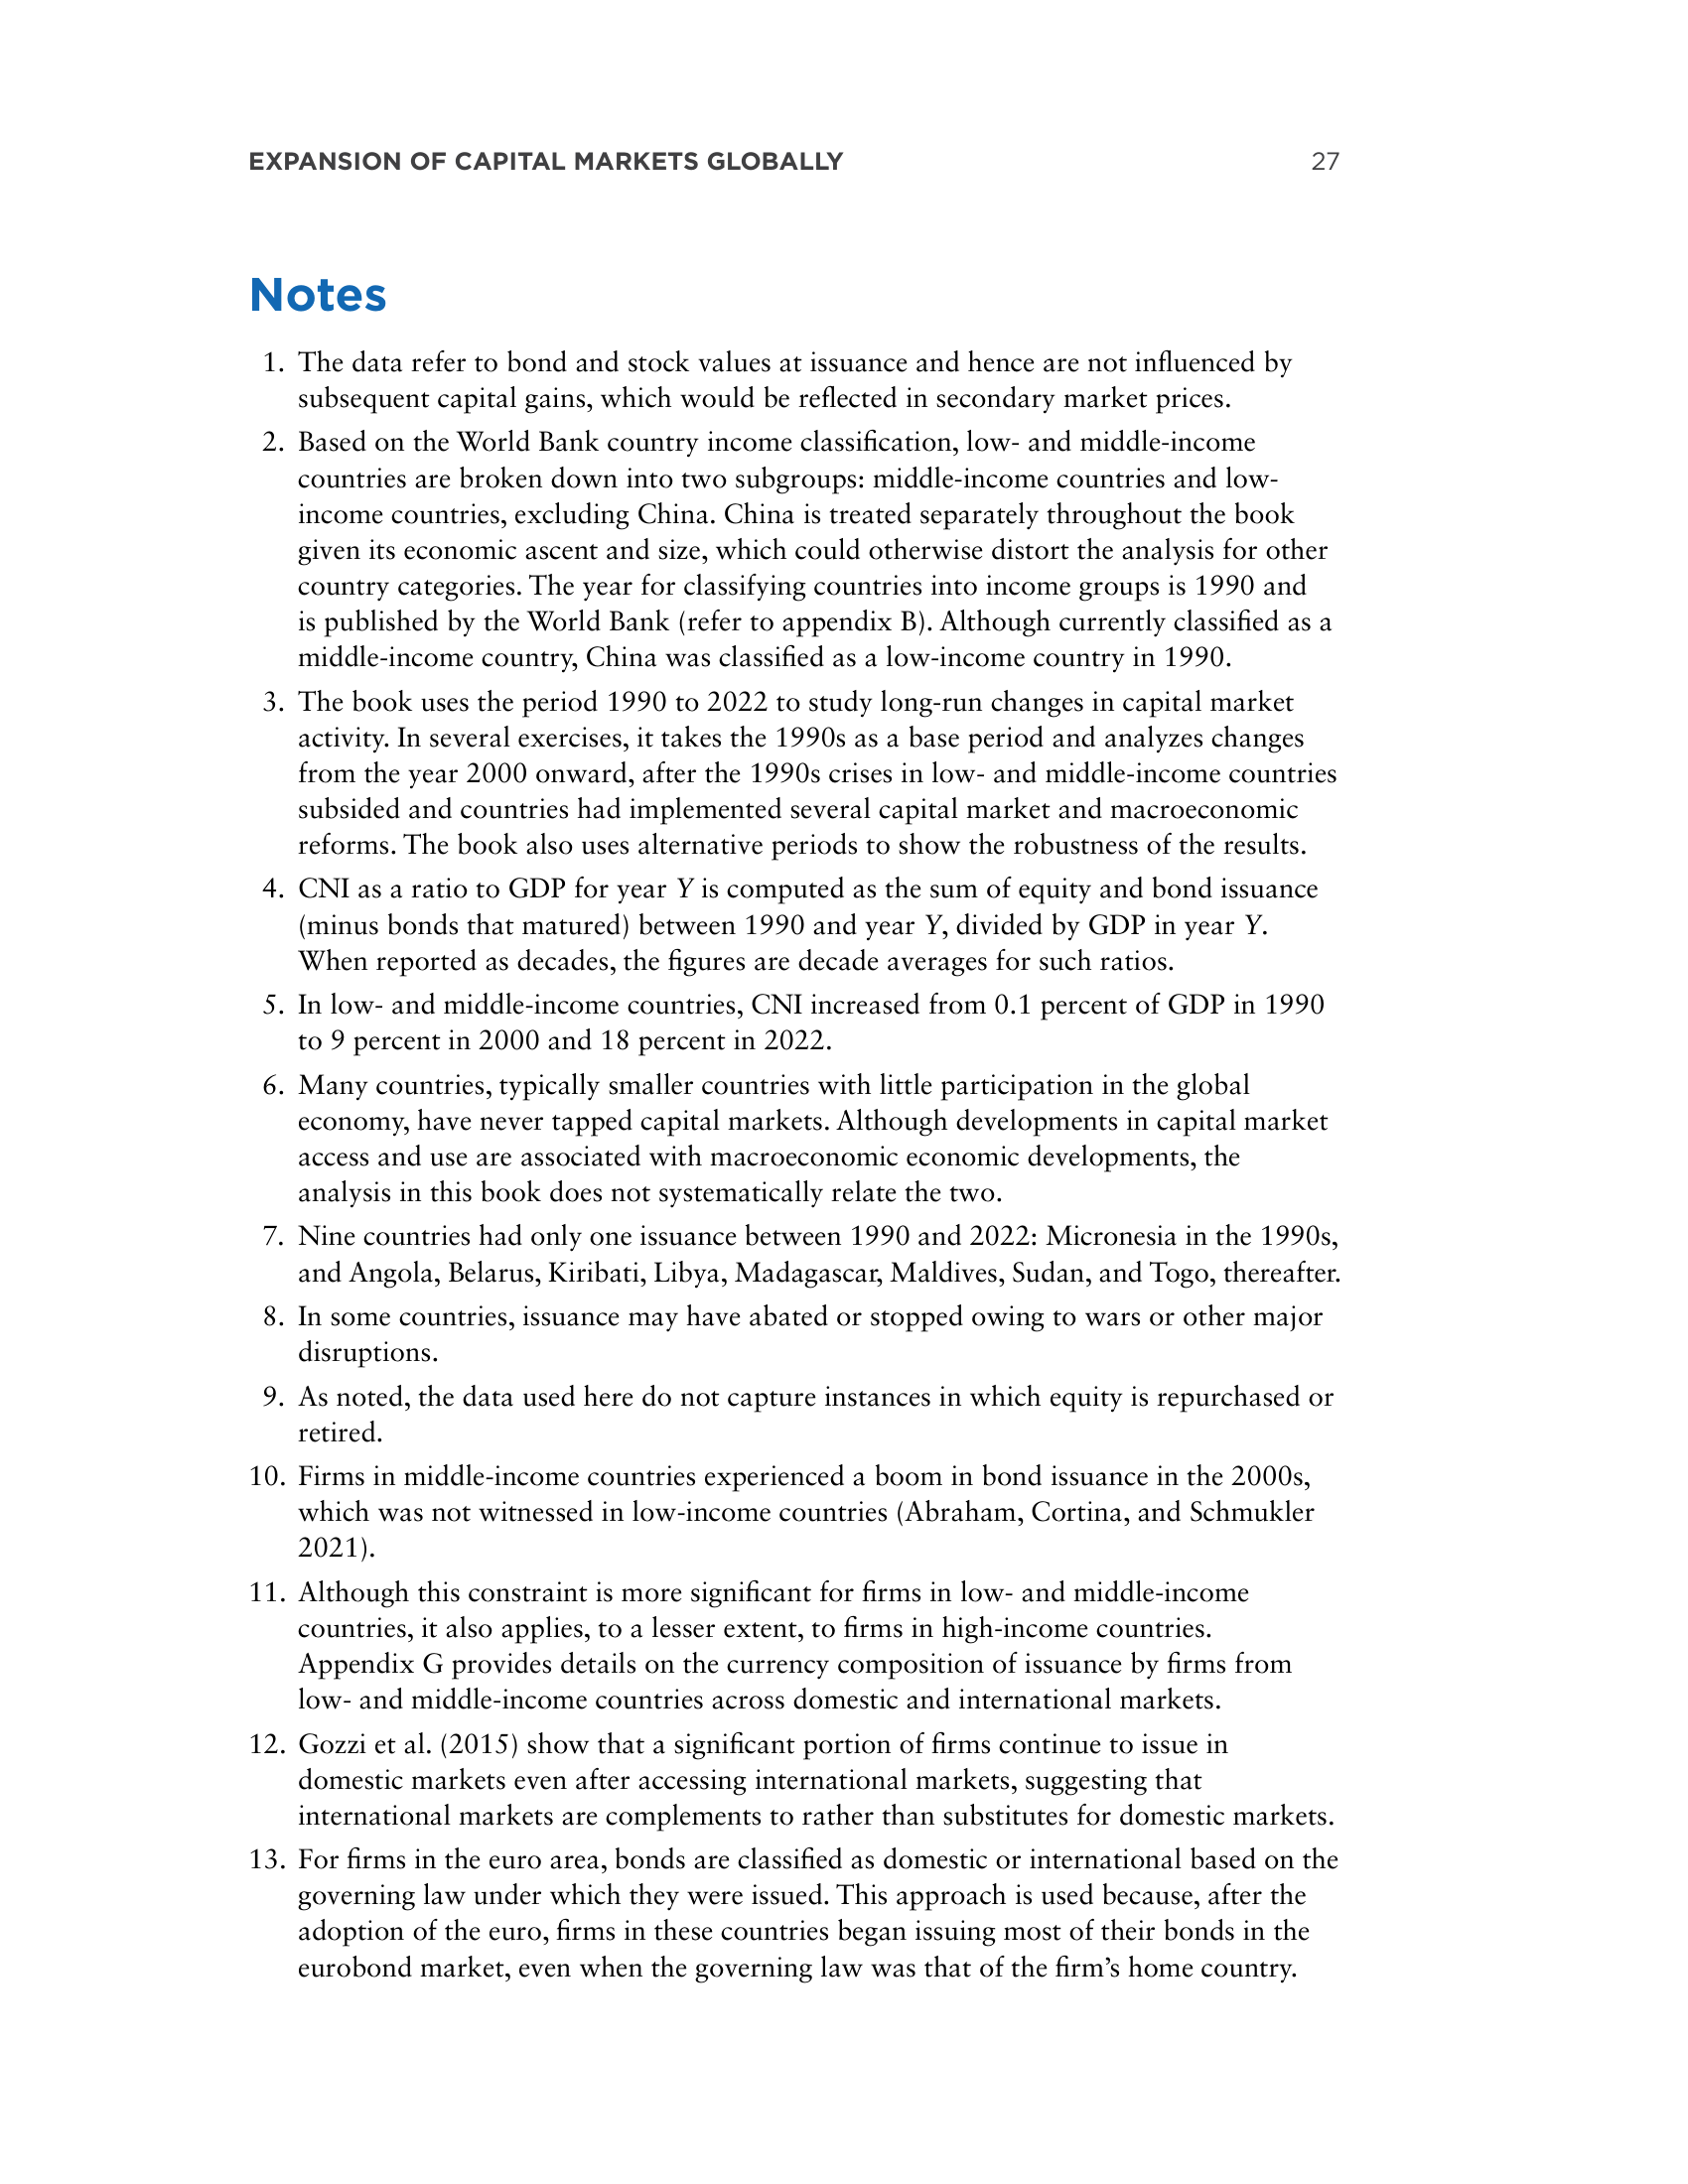 EXPANSION OF CAPITAL MARKETS GLOBALLY 27
Notes
1. The data refer to bond and stock values at issuance and hence are not influenced by
subsequent capital gains, which would be reflected in secondary market prices.
2. Based on the World Bank country income classification, low- and middle-income
countries are broken down into two subgroups: middle-income countries and low-
income countries, excluding China. China is treated separately throughout the book
given its economic ascent and size, which could otherwise distort the analysis for other
country categories. The year for classifying countries into income groups is 1990 and
is published by the World Bank (refer to appendix B). Although currently classified as a
middle-income country, China was classified as a low-income country in 1990.
3. The book uses the period 1990 to 2022 to study long-run changes in capital market
activity. In several exercises, it takes the 1990s as a base period and analyzes changes
from the year 2000 onward, after the 1990s crises in low- and middle-income countries
subsided and countries had implemented several capital market and macroeconomic
reforms. The book also uses alternative periods to show the robustness of the results.
4. CNI as a ratio to GDP for year Y is computed as the sum of equity and bond issuance
(minus bonds that matured) between 1990 and year Y, divided by GDP in year Y.
When reported as decades, the figures are decade averages for such ratios.
5. In low- and middle-income countries, CNI increased from 0.1 percent of GDP in 1990
to 9 percent in 2000 and 18 percent in 2022.
6. Many countries, typically smaller countries with little participation in the global
economy, have never tapped capital markets. Although developments in capital market
access and use are associated with macroeconomic economic developments, the
analysis in this book does not systematically relate the two.
7. Nine countries had only one issuance between 1990 and 2022: Micronesia in the 1990s,
and Angola, Belarus, Kiribati, Libya, Madagascar, Maldives, Sudan, and Togo, thereafter.
8. In some countries, issuance may have abated or stopped owing to wars or other major
disruptions.
9. As noted, the data used here do not capture instances in which equity is repurchased or
retired.
10. Firms in middle-income countries experienced a boom in bond issuance in the 2000s,
which was not witnessed in low-income countries (Abraham, Cortina, and Schmukler
2021).
11. Although this constraint is more significant for firms in low- and middle-income
countries, it also applies, to a lesser extent, to firms in high-income countries.
Appendix G provides details on the currency composition of issuance by firms from
low- and middle-income countries across domestic and international markets.
12. Gozzi et al. (2015) show that a significant portion of firms continue to issue in
domestic markets even after accessing international markets, suggesting that
international markets are complements to rather than substitutes for domestic markets.
13. For firms in the euro area, bonds are classified as domestic or international based on the
governing law under which they were issued. This approach is used because, after the
adoption of the euro, firms in these countries began issuing most of their bonds in the
eurobond market, even when the governing law was that of the firm’s home country.